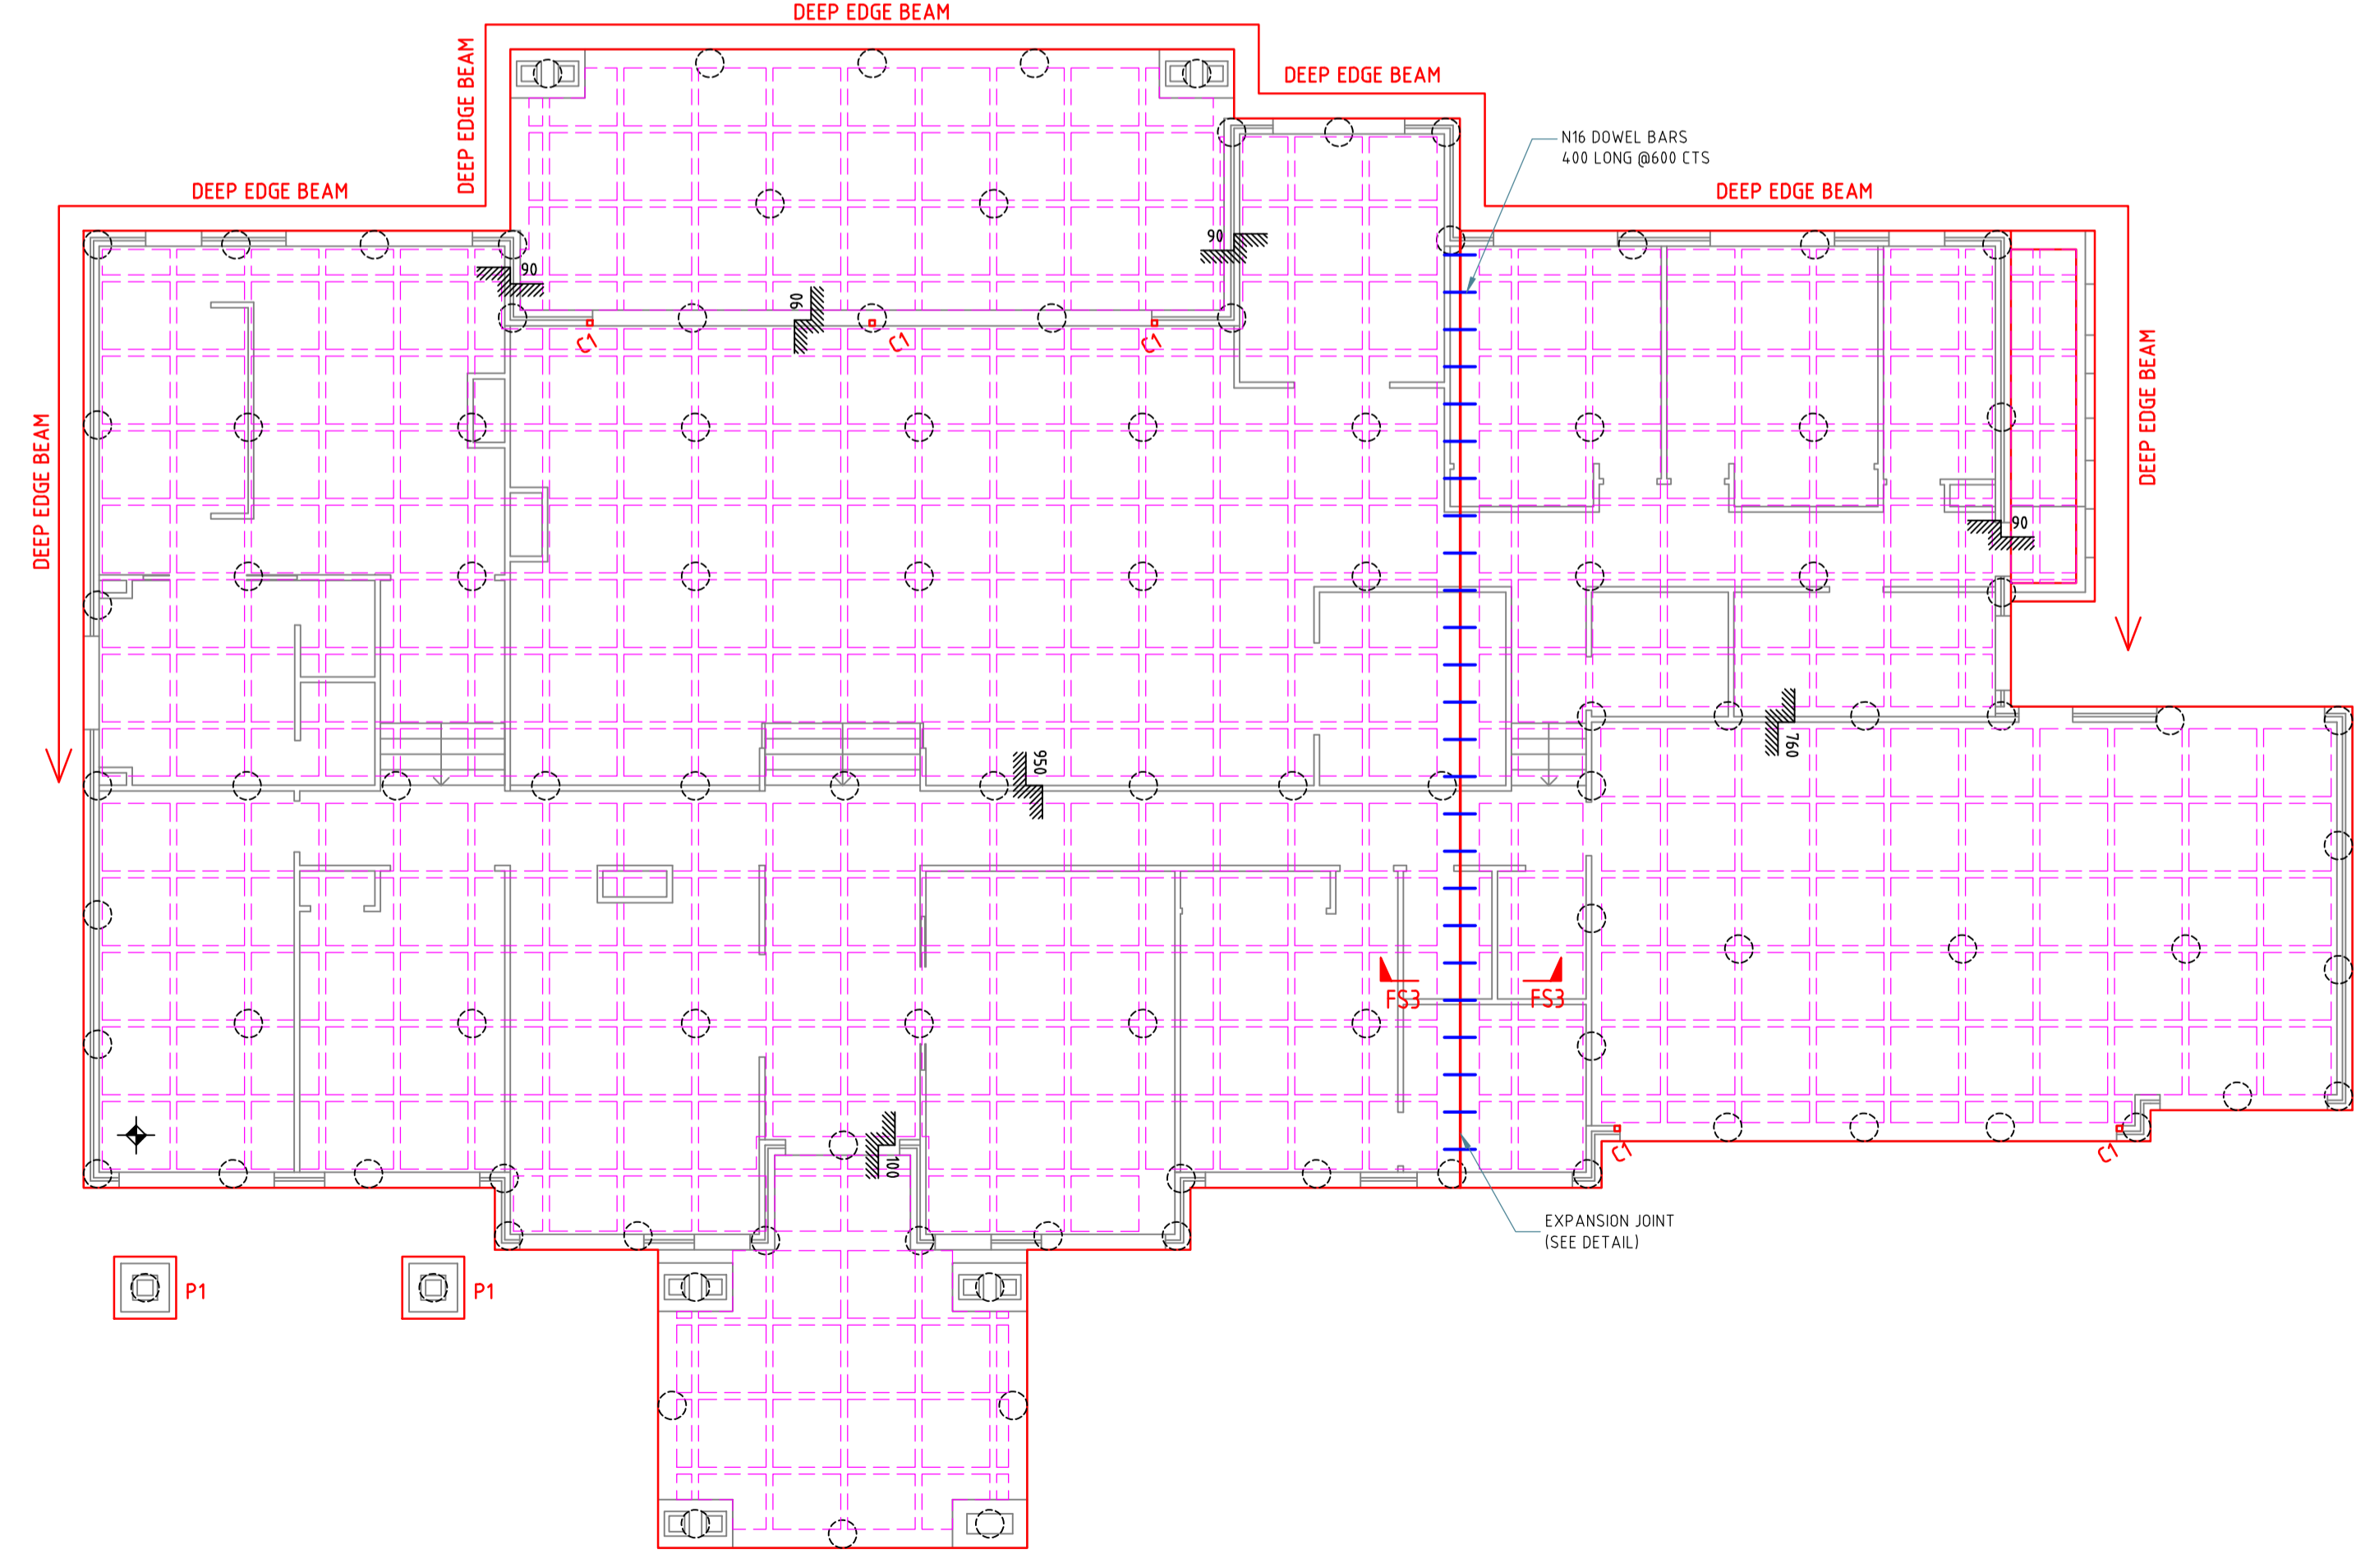 DEEP EDGE BEAM
DEEP EDGE BEAM
DEEP EDGE BEAM
N16 DOWEL BARS
400 LONG @600 CTS
DEEP EDGE BEAM
DEEP EDGE BEAM
90
90
90
C1
C1
C1
DEEP EDGE BEAM
DEEP EDGE BEAM
90
760
950
FS3
FS3
C1
C1
100
EXPANSION JOINT
(SEE DETAIL)
P1
P1